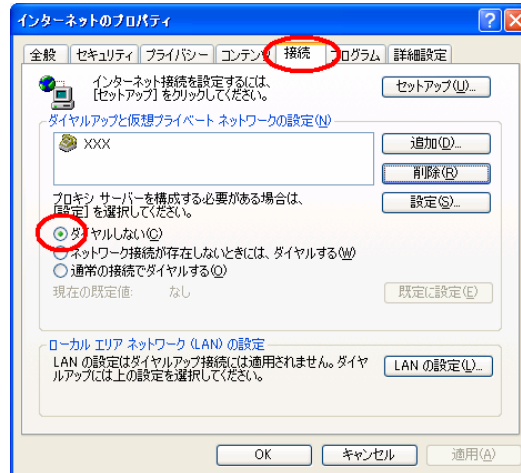 インターネットのプロパティ
全般 セキュリティ プライバシー コンテンツ 接続 プログラム 詳細設定
インターネット接続を設定するには、
[セットアップ] をクリックしてください。
セットアップ(U)...
ダイヤルアップと仮想プライベート ネットワークの設定(N)
XXX
追加(D)...
削除(R)
プロキシ サーバーを構成する必要がある場合は、
[設定] を選択してください。
設定(S)...
ダイヤルしない(C)
ネットワーク接続が存在しないときには、ダイヤルする(W)
通常の接続でダイヤルする(O)
現在の既定値: なし
既定に設定(E)
ローカル エリア ネットワーク (LAN) の設定
LAN の設定はダイヤルアップ接続には適用されません。ダイヤ
ルアップには上の設定を選択してください。
LAN の設定(L)...
OK キャンセル 適用(A)